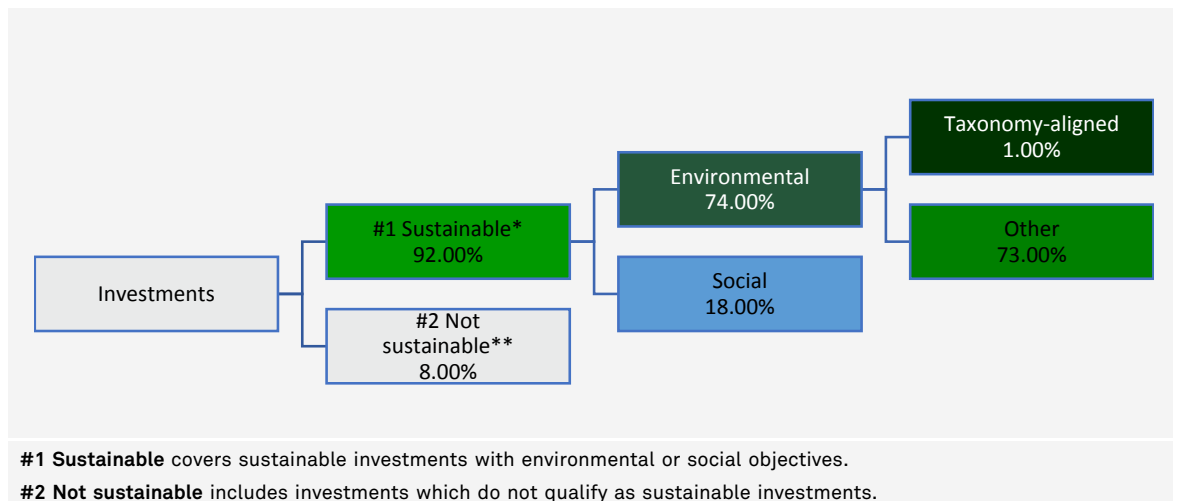 Investments
#1 Sustainable*
92.00%
#2 Not
sustainable**
8.00%
Environmental
74.00%
Social
18.00%
Taxonomy-aligned
1.00%
Other
73.00%
#1 Sustainable covers sustainable investments with environmental or social objectives.
#2 Not sustainable includes investments which do not qualify as sustainable investments.